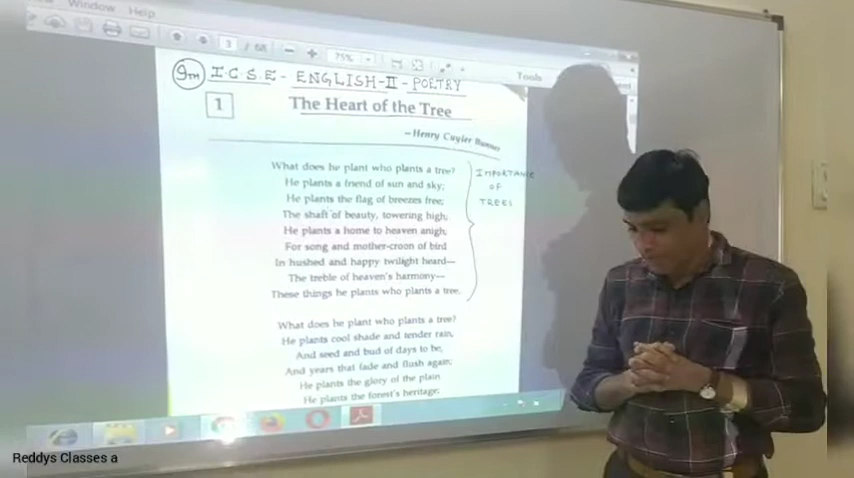 Window Help
3 / 68 75% Tools
9TH I.C.S.E - ENGLISH-II - POETRY
1 The Heart of the Tree
–Henry Cuyler Bunner
What does he plant who plants a tree?
He plants a friend of sun and sky;
He plants the flag of breezes free;
The shaft of beauty, towering high;
He plants a home to heaven anigh,
For song and mother-croon of bird
In hushed and happy twilight heard—
The treble of heaven's harmony—
These things he plants who plants a tree.
IMPORTANCE
OF
TREES
What does he plant who plants a tree?
He plants cool shade and tender rain,
And seed and bud of days to be,
And years that fade and flush again;
He plants the glory of the plain
He plants the forest's heritage;
Reddys Classes a